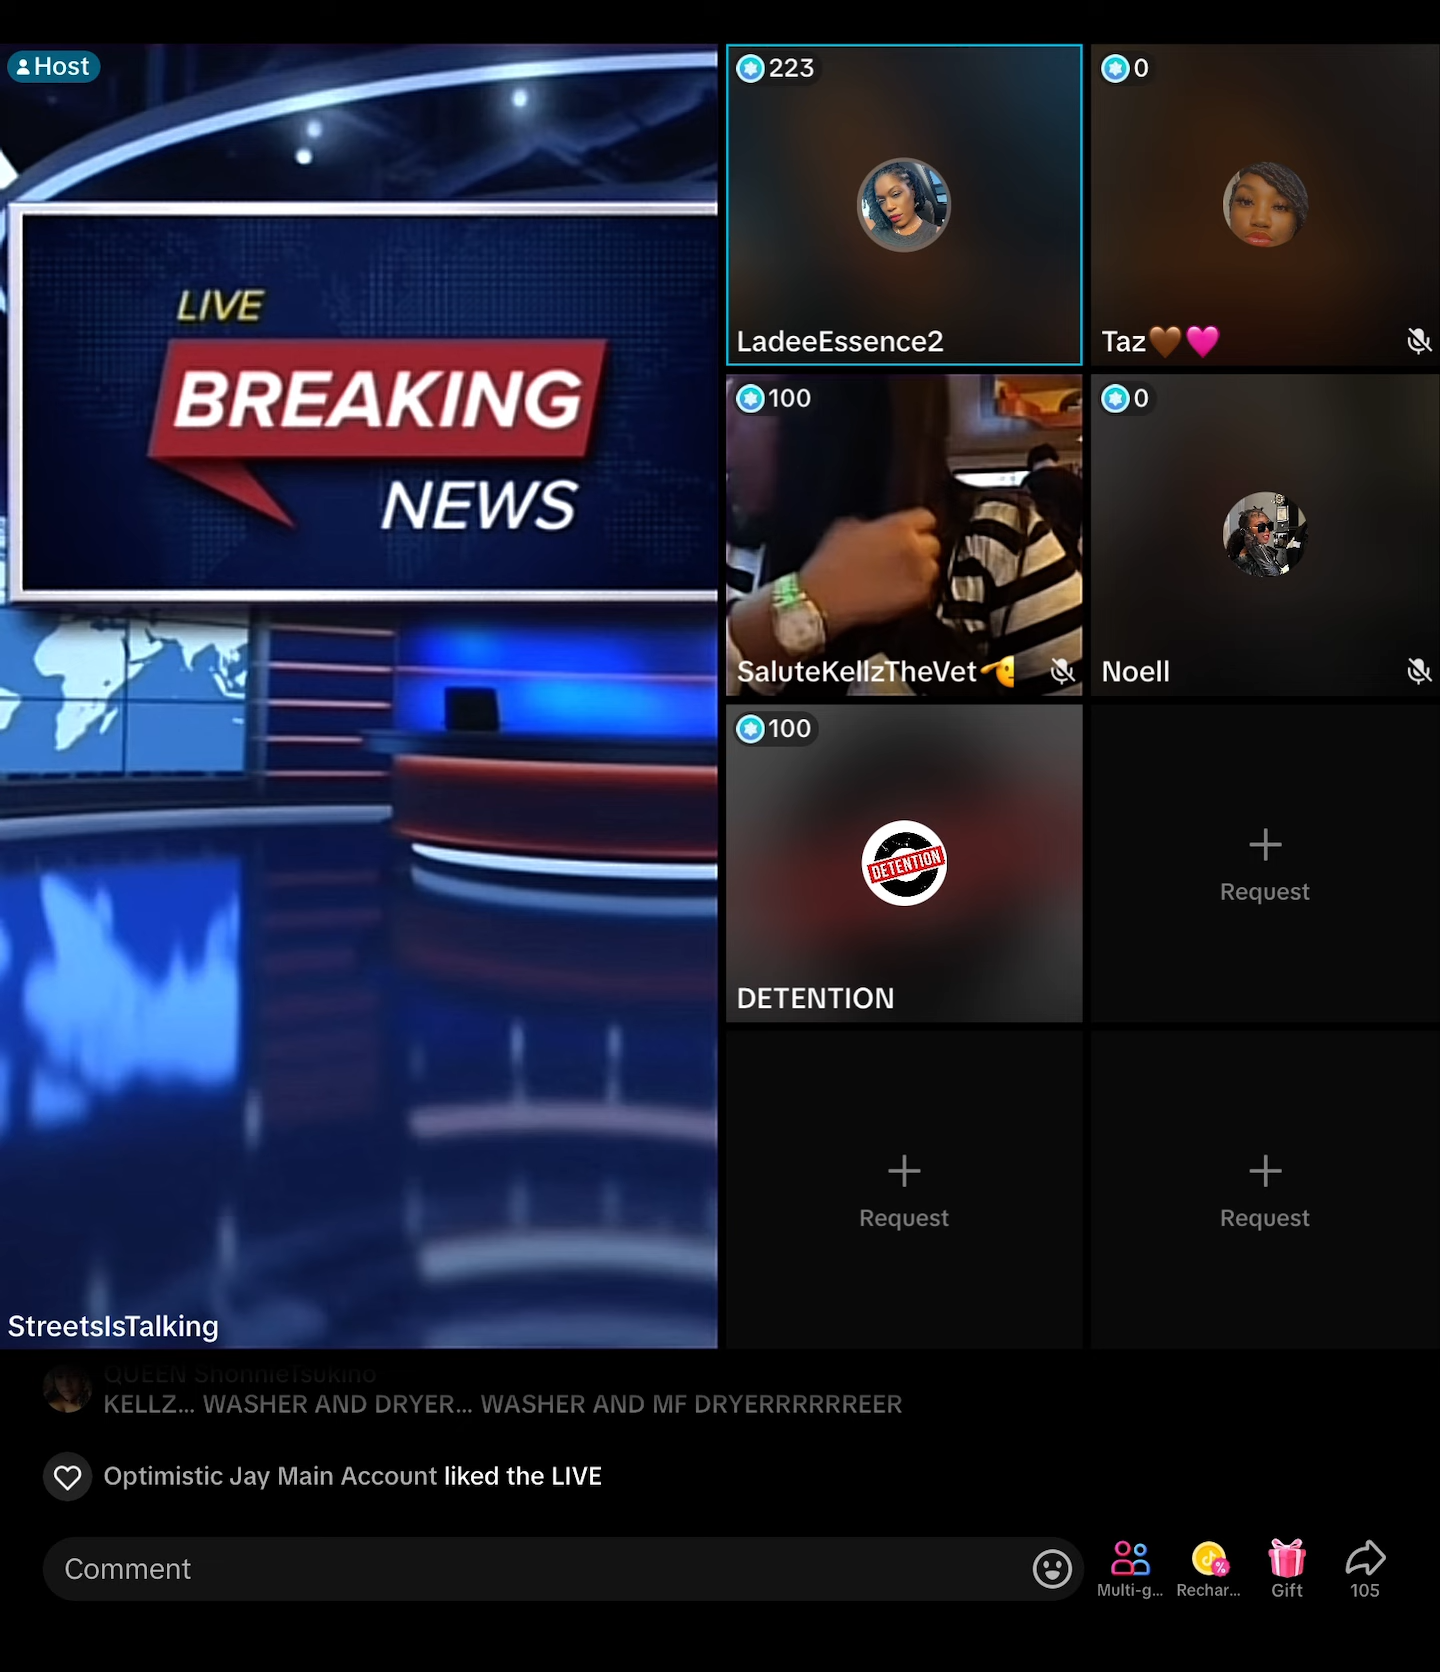 Host
LIVE
BREAKING
NEWS
StreetsIsTalking
223
LadeeEssence2
0
Taz🤎🩷
100
SaluteKellzTheVet
0
Noell
100
DETENTION
DETENTION
Request
Request
Request
QUEEN ShonnieTsukino
KELLZ... WASHER AND DRYER... WASHER AND MF DRYERRRRRREER
Optimistic Jay Main Account liked the LIVE
Comment
Multi-g...
Rechar...
Gift
105